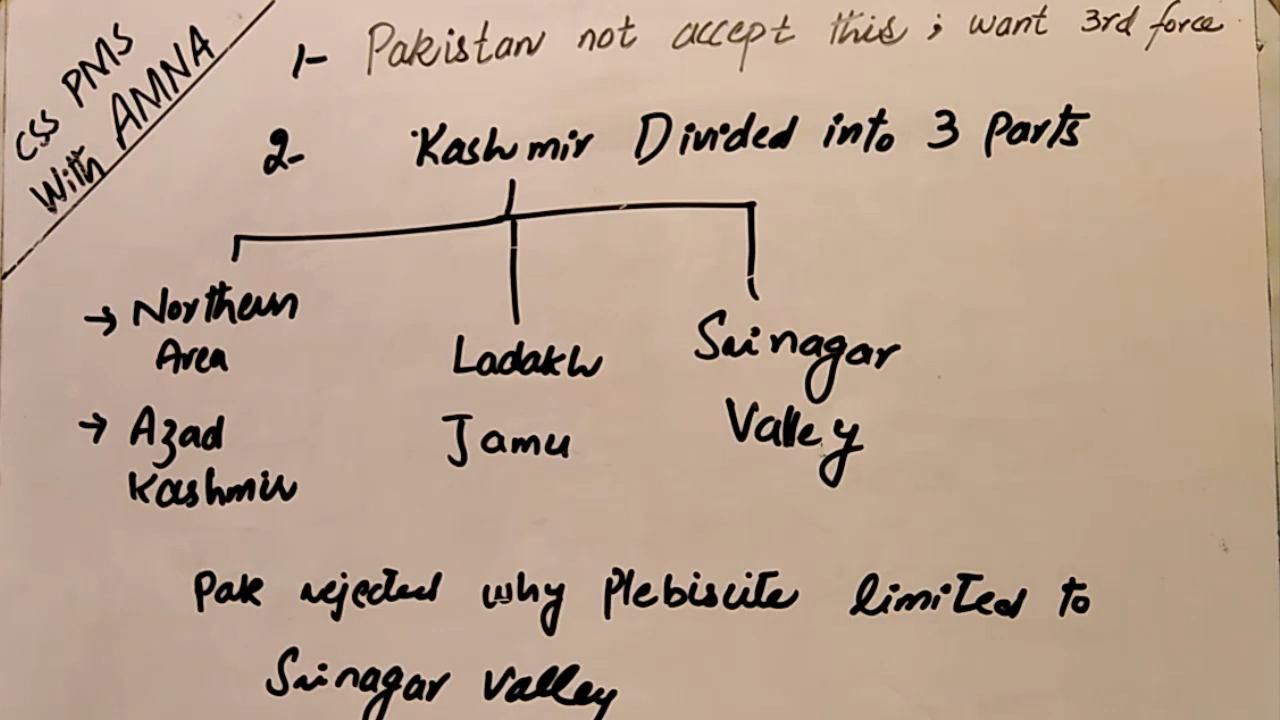 CSS PMS
With AMNA
1- Pakistan not accept this ; want 3rd force
2- Kashmir Divided into 3 Parts
→ Northern
Area
→ Azad
Kashmir
Ladakh
Jamu
Srinagar
Valley
Pak rejected why Plebiscite limited to
Srinagar Valley